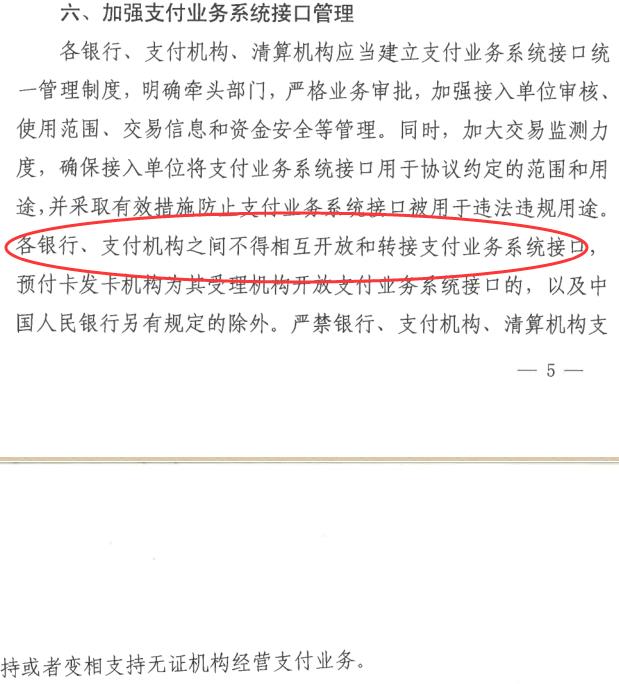 六、加强支付业务系统接口管理
各银行、支付机构、清算机构应当建立支付业务系统接口统
一管理制度，明确牵头部门，严格业务审批，加强接入单位审核、
使用范围、交易信息和资金安全等管理。同时，加大交易监测力
度，确保接入单位将支付业务系统接口用于协议约定的范围和用
途，并采取有效措施防止支付业务系统接口被用于违法违规用途。
各银行、支付机构之间不得相互开放和转接支付业务系统接口，
预付卡发卡机构为其受理机构开放支付业务系统接口的，以及中
国人民银行另有规定的除外。严禁银行、支付机构、清算机构支
— 5 —
持或者变相支持无证机构经营支付业务。